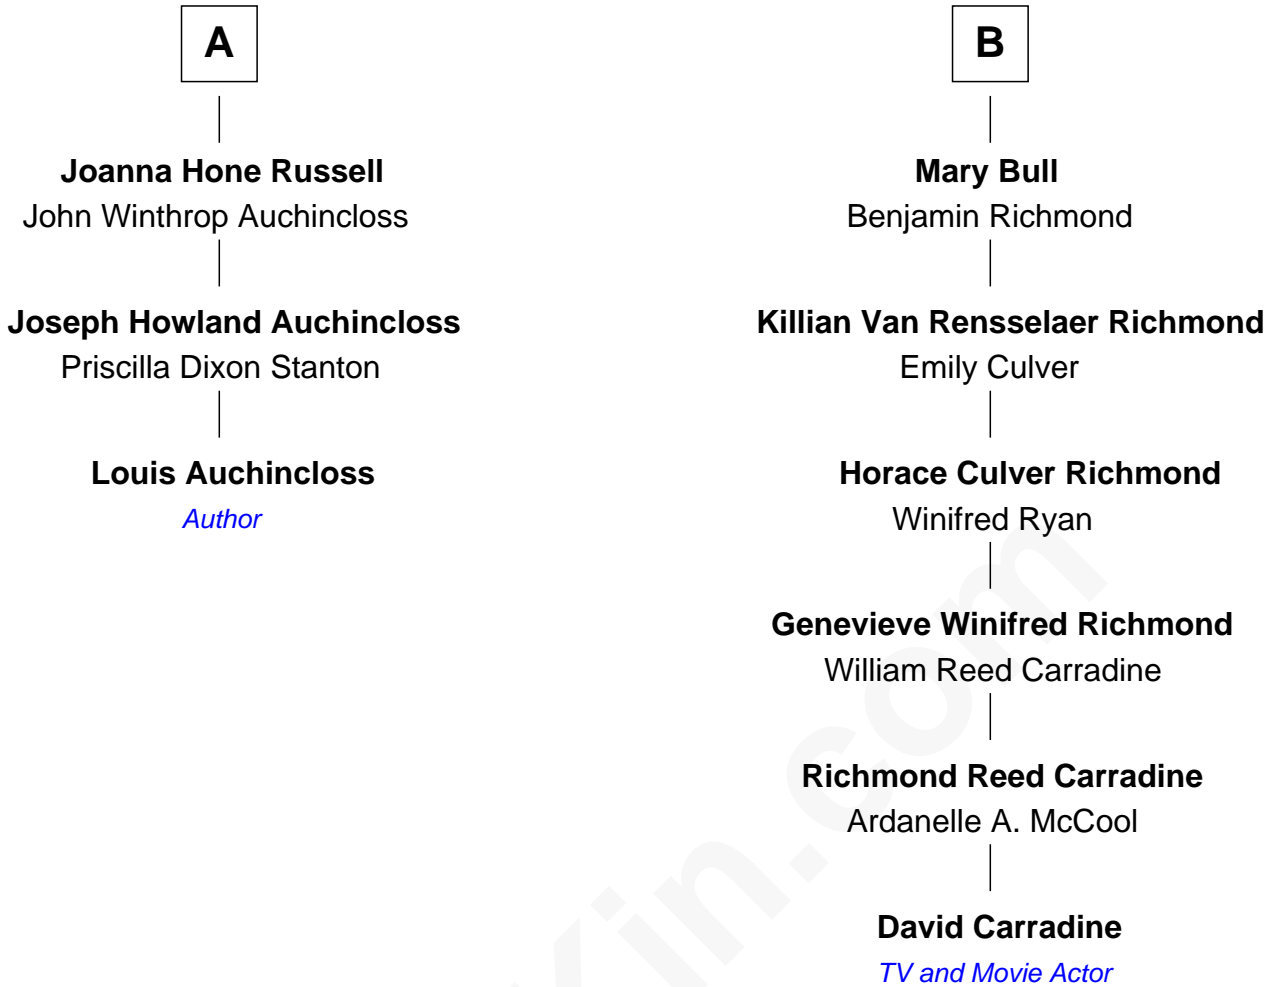 A
Joanna Hone Russell
John Winthrop Auchincloss
Joseph Howland Auchincloss
Priscilla Dixon Stanton
Louis Auchincloss
Author
B
Mary Bull
Benjamin Richmond
Killian Van Rensselaer Richmond
Emily Culver
Horace Culver Richmond
Winifred Ryan
Genevieve Winifred Richmond
William Reed Carradine
Richmond Reed Carradine
Ardanelle A. McCool
David Carradine
TV and Movie Actor
Kin.com